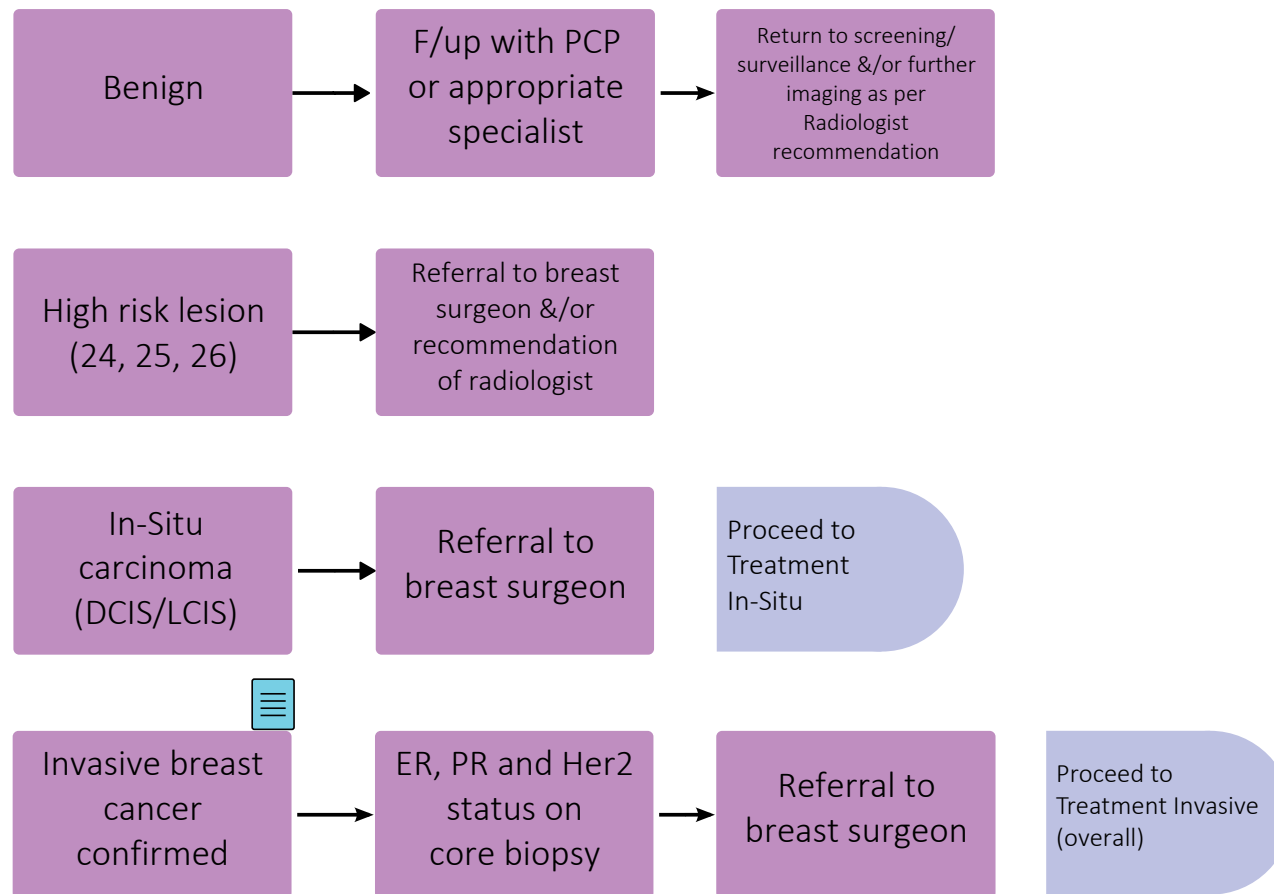 Benign
F/up with PCP
or appropriate
specialist
Return to screening/
surveillance &/or further
imaging as per
Radiologist
recommendation
High risk lesion
(24, 25, 26)
Referral to breast
surgeon &/or
recommendation
of radiologist
In-Situ
carcinoma
(DCIS/LCIS)
Referral to
breast surgeon
Proceed to
Treatment
In-Situ
Invasive breast
cancer
confirmed
ER, PR and Her2
status on
core biopsy
Referral to
breast surgeon
Proceed to
Treatment Invasive
(overall)